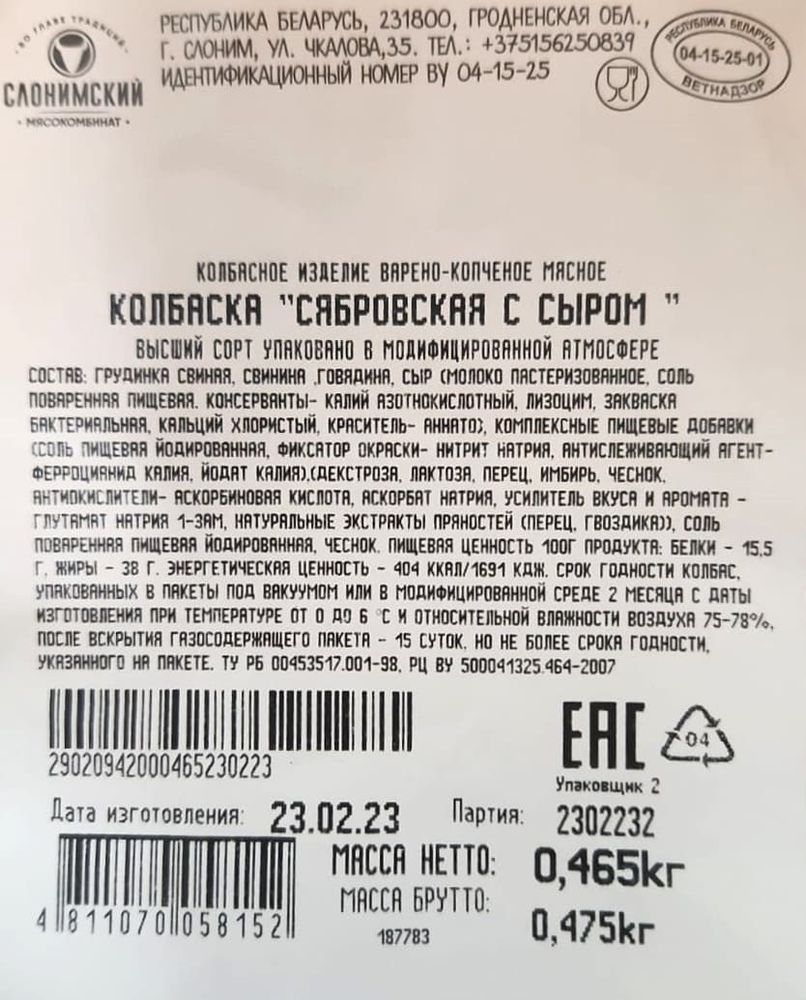 РЕСПУБЛИКА БЕЛАРУСЬ, 231800, ГРОДНЕНСКАЯ ОБЛ.,
Г. СЛОНИМ, УЛ. ЧКАЛОВА,35. ТЕЛ.: +375156250839
ИДЕНТИФИКАЦИОННЫЙ НОМЕР BY 04-15-25
ВО ГЛАВЕ ТРАДИЦИЙ
СЛОНИМСКИЙ
• МЯСОКОМБИНАТ •
РЕСПУБЛИКА БЕЛАРУСЬ
04-15-25-01
ВЕТНАДЗОР
КОЛБАСНОЕ ИЗДЕЛИЕ ВАРЕНО-КОПЧЕНОЕ МЯСНОЕ
КОЛБАСКА "СЯБРОВСКАЯ С СЫРОМ "
ВЫСШИЙ СОРТ УПАКОВАНО В МОДИФИЦИРОВАННОЙ АТМОСФЕРЕ
СОСТАВ: ГРУДИНКА СВИНАЯ, СВИНИНА ,ГОВЯДИНА, СЫР (МОЛОКО ПАСТЕРИЗОВАННОЕ, СОЛЬ
ПОВАРЕННАЯ ПИЩЕВАЯ, КОНСЕРВАНТЫ- КАЛИЙ АЗОТНОКИСЛОТНЫЙ, ЛИЗОЦИМ, ЗАКВАСКА
БАКТЕРИАЛЬНАЯ, КАЛЬЦИЙ ХЛОРИСТЫЙ, КРАСИТЕЛЬ- АННАТО), КОМПЛЕКСНЫЕ ПИЩЕВЫЕ ДОБАВКИ
(СОЛЬ ПИЩЕВАЯ ЙОДИРОВАННАЯ, ФИКСАТОР ОКРАСКИ- НИТРИТ НАТРИЯ, АНТИСЛЕЖИВАЮЩИЙ АГЕНТ-
ФЕРРОЦИАНИД КАЛИЯ, ЙОДАТ КАЛИЯ),(ДЕКСТРОЗА, ЛАКТОЗА, ПЕРЕЦ, ИМБИРЬ, ЧЕСНОК,
АНТИОКИСЛИТЕЛИ- АСКОРБИНОВАЯ КИСЛОТА, АСКОРБАТ НАТРИЯ, УСИЛИТЕЛЬ ВКУСА И АРОМАТА -
ГЛУТАМАТ НАТРИЯ 1-ЗАМ, НАТУРАЛЬНЫЕ ЭКСТРАКТЫ ПРЯНОСТЕЙ (ПЕРЕЦ, ГВОЗДИКА)), СОЛЬ
ПОВАРЕННАЯ ПИЩЕВАЯ ЙОДИРОВАННАЯ, ЧЕСНОК. ПИЩЕВАЯ ЦЕННОСТЬ 100Г ПРОДУКТА: БЕЛКИ - 15,5
Г, ЖИРЫ - 38 Г. ЭНЕРГЕТИЧЕСКАЯ ЦЕННОСТЬ - 404 ККАЛ/1691 КДЖ. СРОК ГОДНОСТИ КОЛБАС,
УПАКОВАННЫХ В ПАКЕТЫ ПОД ВАКУУМОМ ИЛИ В МОДИФИЦИРОВАННОЙ СРЕДЕ 2 МЕСЯЦА С ДАТЫ
ИЗГОТОВЛЕНИЯ ПРИ ТЕМПЕРАТУРЕ ОТ 0 ДО 6 °С И ОТНОСИТЕЛЬНОЙ ВЛАЖНОСТИ ВОЗДУХА 75-78%,
ПОСЛЕ ВСКРЫТИЯ ГАЗОСОДЕРЖАЩЕГО ПАКЕТА - 15 СУТОК, НО НЕ БОЛЕЕ СРОКА ГОДНОСТИ,
УКАЗАННОГО НА ПАКЕТЕ. ТУ РБ 00453517.001-98, РЦ BY 500041325.464-2007
29020942000465230223
ЕАС
04
Упаковщик 2
Дата изготовления: 23.02.23 Партия: 2302232
МАССА НЕТТО: 0,465кг
МАССА БРУТТО: 0,475кг
4 811070 058152
187783